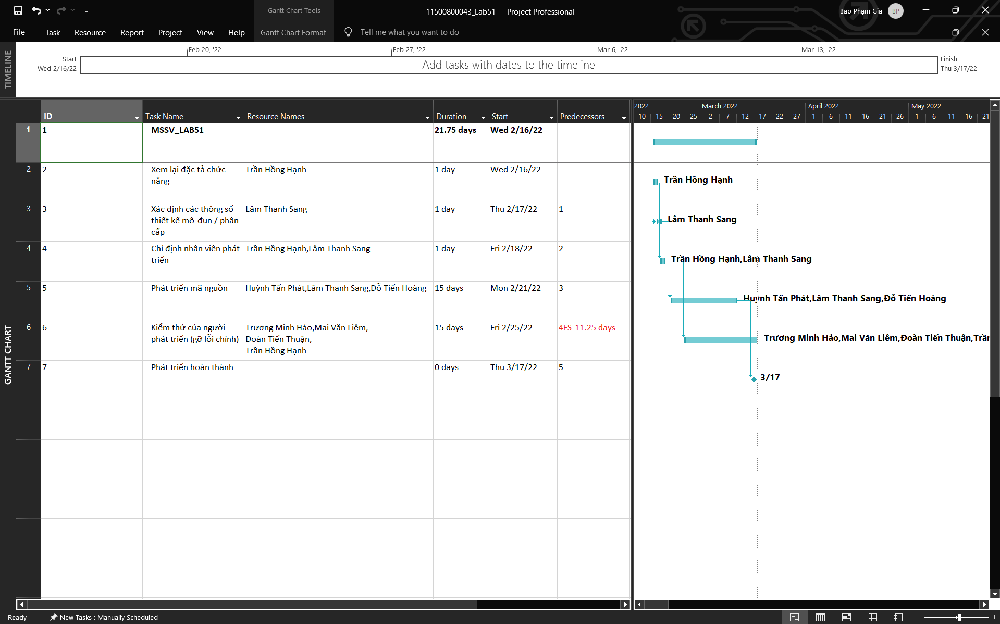 Gantt Chart Tools
11500800043_Lab51 - Project Professional
Bảo Phạm Gia
BP
File
Task
Resource
Report
Project
View
Help
Gantt Chart Format
Tell me what you want to do
TIMELINE
Feb 20, '22
Feb 27, '22
Mar 6, '22
Mar 13, '22
Start
Wed 2/16/22
Add tasks with dates to the timeline
Finish
Thu 3/17/22
GANTT CHART
ID
Task Name
Resource Names
Duration
Start
Predecessors
2022
March 2022
April 2022
May 2022
10 15 20 25 2 7 12 17 22 27 1 6 11 16 21 26 1 6 11 16 21
1 1 MSSV_LAB51 21.75 days Wed 2/16/22
2 2 Xem lại đặc tả chức Trần Hồng Hạnh 1 day Wed 2/16/22
năng
Trần Hồng Hạnh
3 3 Xác định các thông số Lâm Thanh Sang 1 day Thu 2/17/22 1
thiết kế mô-đun / phân
cấp
Lâm Thanh Sang
4 4 Chỉ định nhân viên phát Trần Hồng Hạnh,Lâm Thanh Sang 1 day Fri 2/18/22 2
triển
Trần Hồng Hạnh,Lâm Thanh Sang
5 5 Phát triển mã nguồn Huỳnh Tấn Phát,Lâm Thanh Sang,Đỗ Tiến Hoàng 15 days Mon 2/21/22 3
Huỳnh Tấn Phát,Lâm Thanh Sang,Đỗ Tiến Hoàng
6 6 Kiểm thử của người Trương Minh Hảo,Mai Văn Liêm, 15 days Fri 2/25/22 4FS-11.25 days
phát triển (gỡ lỗi chính) Đoàn Tiến Thuận,
Trần Hồng Hạnh
Trương Minh Hảo,Mai Văn Liêm,Đoàn Tiến Thuận,Trần
7 7 Phát triển hoàn thành 0 days Thu 3/17/22 5
3/17
Ready
New Tasks : Manually Scheduled